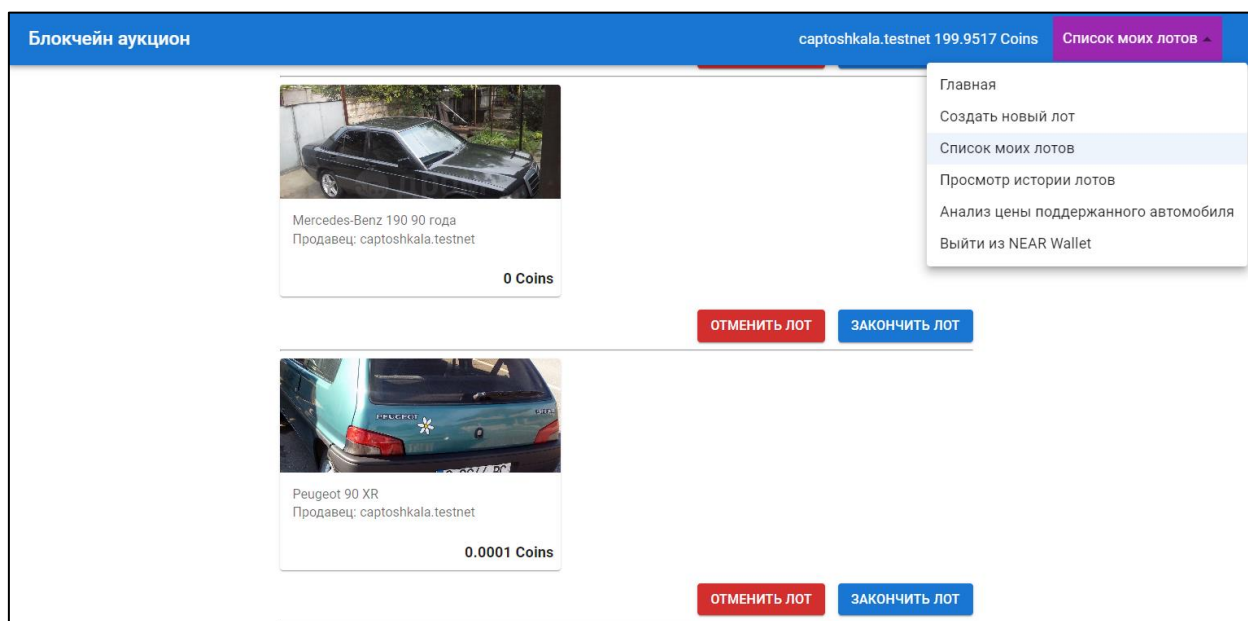 Блокчейн аукцион
captoshkala.testnet 199.9517 Coins
Список моих лотов
Главная
Создать новый лот
Список моих лотов
Просмотр истории лотов
Анализ цены поддержанного автомобиля
Выйти из NEAR Wallet
Mercedes-Benz 190 90 года
Продавец: captoshkala.testnet
0 Coins
ОТМЕНИТЬ ЛОТ
ЗАКОНЧИТЬ ЛОТ
PEUGEOT
Peugeot 90 XR
Продавец: captoshkala.testnet
0.0001 Coins
ОТМЕНИТЬ ЛОТ
ЗАКОНЧИТЬ ЛОТ